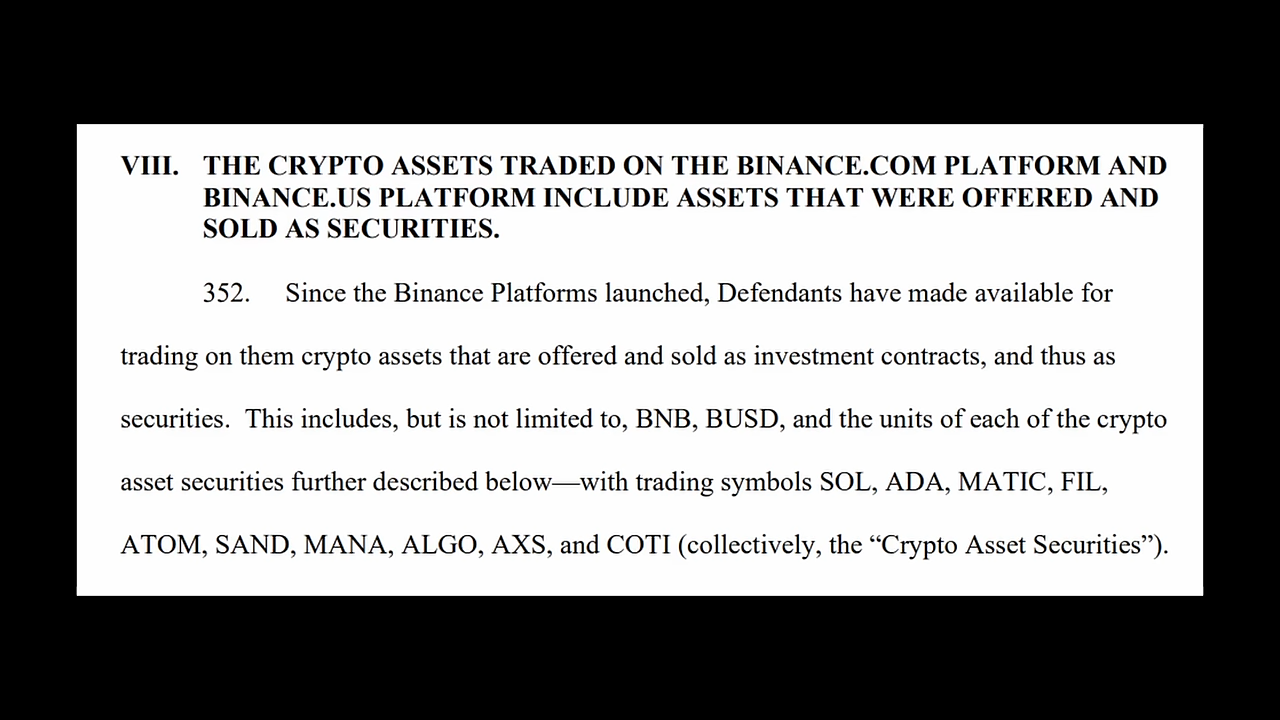 VIII. THE CRYPTO ASSETS TRADED ON THE BINANCE.COM PLATFORM AND
BINANCE.US PLATFORM INCLUDE ASSETS THAT WERE OFFERED AND
SOLD AS SECURITIES.
352. Since the Binance Platforms launched, Defendants have made available for
trading on them crypto assets that are offered and sold as investment contracts, and thus as
securities.  This includes, but is not limited to, BNB, BUSD, and the units of each of the crypto
asset securities further described below—with trading symbols SOL, ADA, MATIC, FIL,
ATOM, SAND, MANA, ALGO, AXS, and COTI (collectively, the “Crypto Asset Securities”).